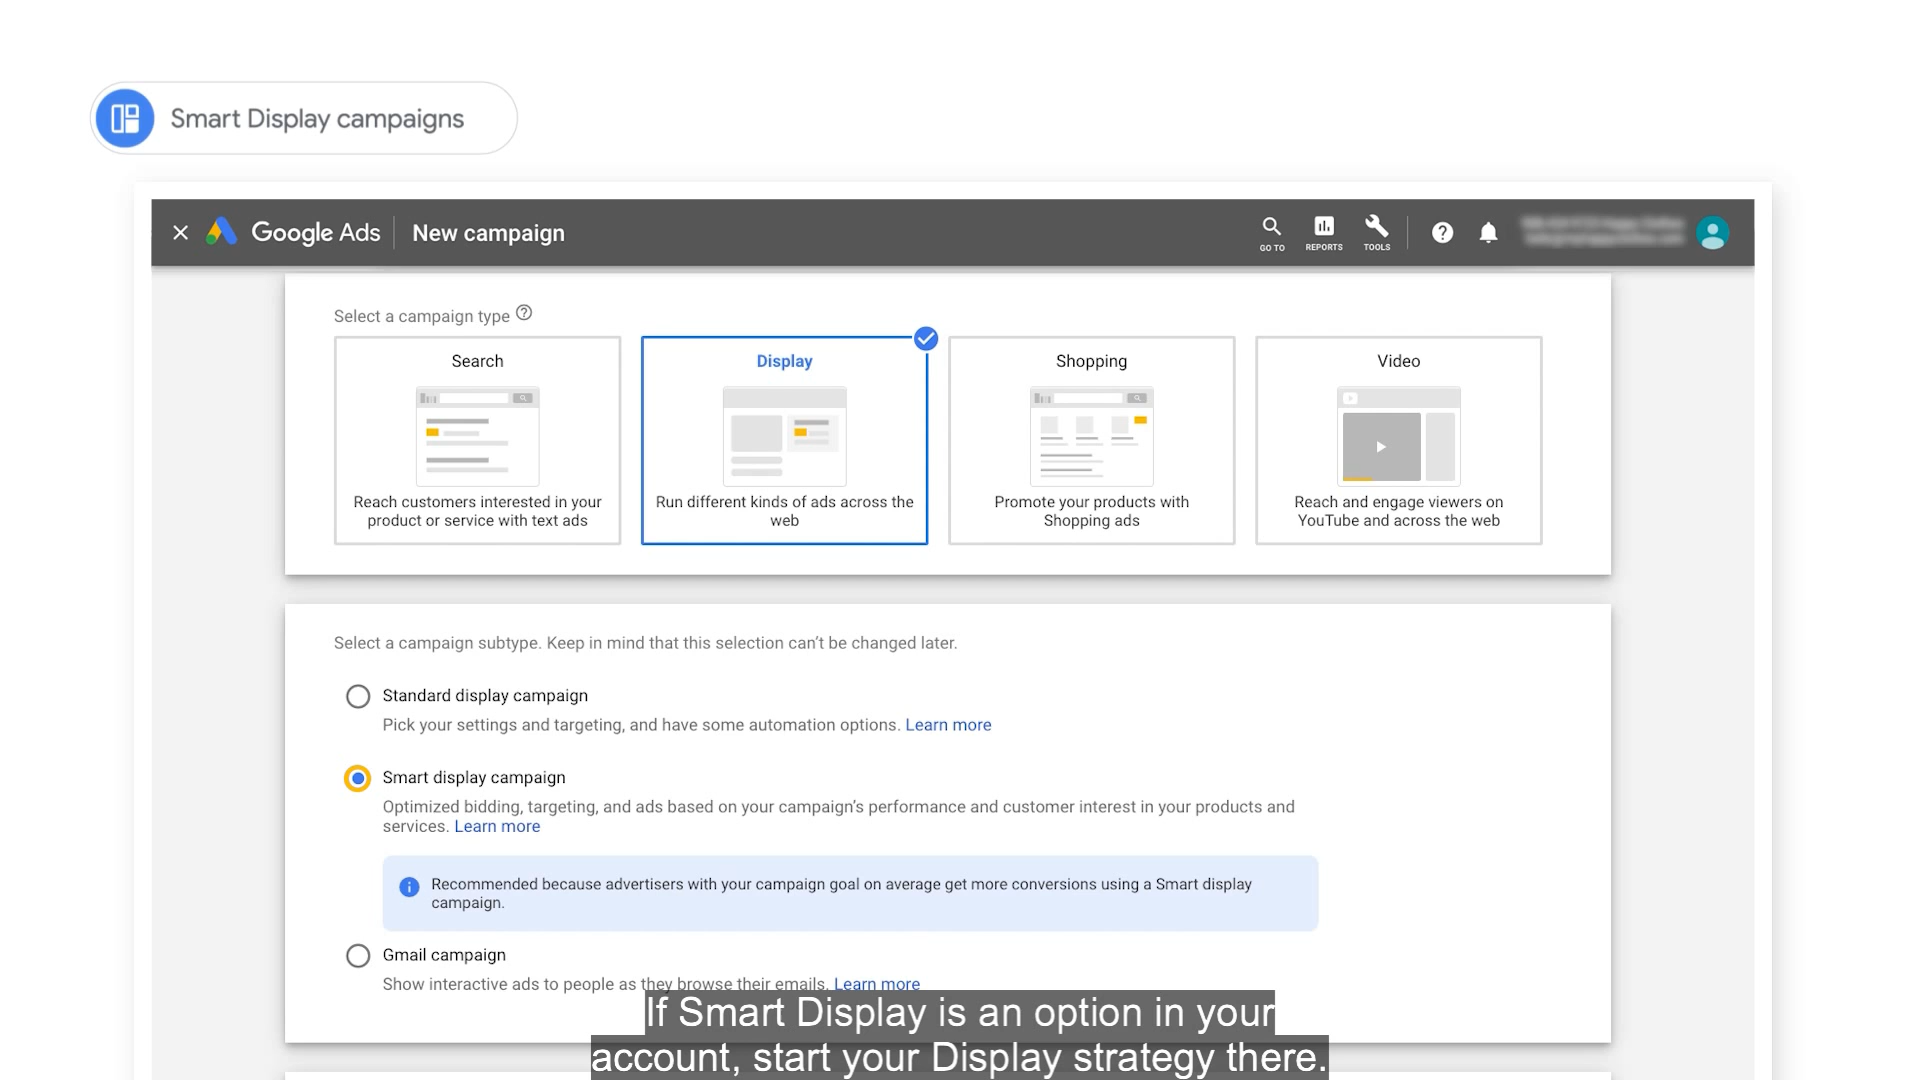 Smart Display campaigns
Google Ads New campaign
GO TO REPORTS TOOLS
Select a campaign type
Search
Reach customers interested in your
product or service with text ads
Display
Run different kinds of ads across the
web
Shopping
Promote your products with
Shopping ads
Video
Reach and engage viewers on
YouTube and across the web
Select a campaign subtype. Keep in mind that this selection can’t be changed later.
Standard display campaign
Pick your settings and targeting, and have some automation options. Learn more
Smart display campaign
Optimized bidding, targeting, and ads based on your campaign’s performance and customer interest in your products and
services. Learn more
Recommended because advertisers with your campaign goal on average get more conversions using a Smart display
campaign.
Gmail campaign
Show interactive ads to people as they browse their emails. Learn more
If Smart Display is an option in your
account, start your Display strategy there.